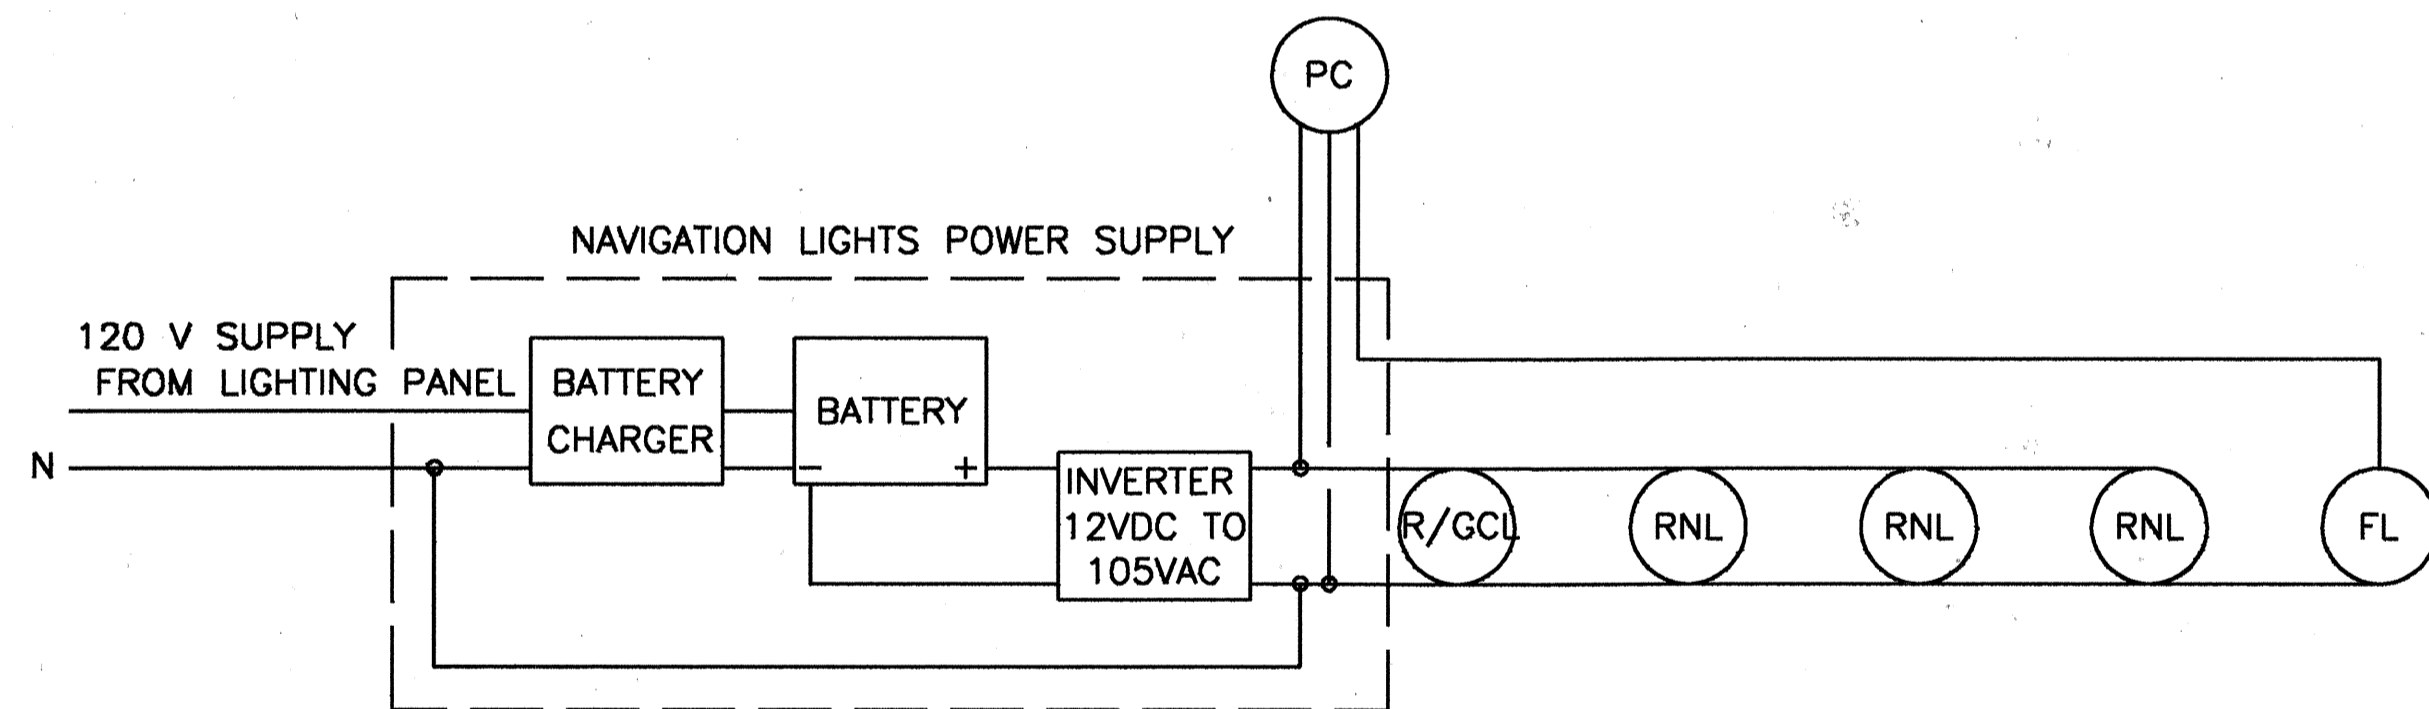 PC
NAVIGATION LIGHTS POWER SUPPLY
120 V SUPPLY
FROM LIGHTING PANEL
BATTERY
CHARGER
BATTERY
- +
N
INVERTER
12VDC TO
105VAC
R/GCL
RNL
RNL
RNL
FL